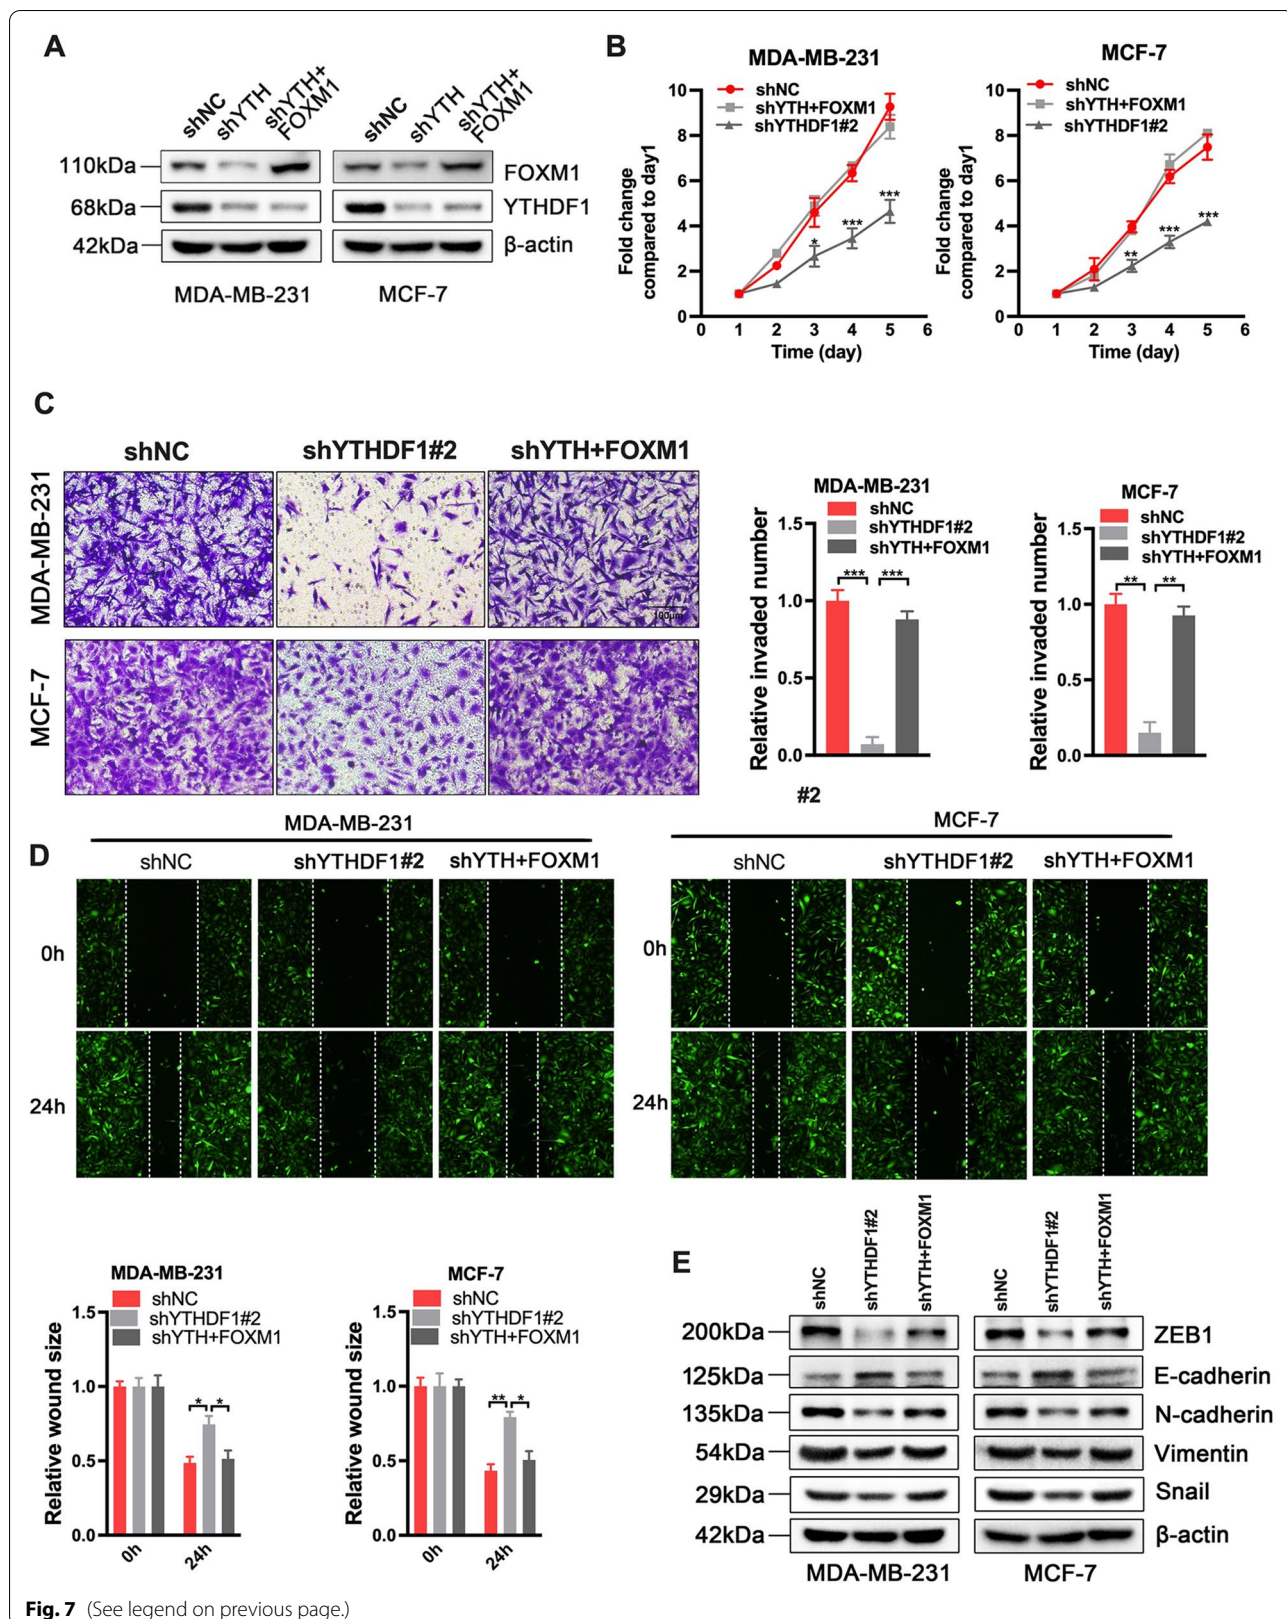 A
shNC
shYTH
shYTH+
FOXM1
shNC
shYTH
shYTH+
FOXM1
110kDa
FOXM1
68kDa
YTHDF1
42kDa
β-actin
MDA-MB-231
MCF-7
B
MDA-MB-231
shNC
shYTH+FOXM1
shYTHDF1#2
Fold change
compared to day1
10
8
6
4
2
0
*
***
***
0 1 2 3 4 5 6
Time (day)
MCF-7
shNC
shYTH+FOXM1
shYTHDF1#2
Fold change
compared to day1
10
8
6
4
2
0
**
***
***
0 1 2 3 4 5 6
Time (day)
C
shNC shYTHDF1#2 shYTH+FOXM1
MDA-MB-231
100μm
MCF-7
MDA-MB-231
shNC
shYTHDF1#2
shYTH+FOXM1
Relative invaded number
1.5
1.0
0.5
0.0
*** ***
MCF-7
shNC
shYTHDF1#2
shYTH+FOXM1
Relative invaded number
1.5
1.0
0.5
0.0
** **
#2
D
MDA-MB-231
shNC shYTHDF1#2 shYTH+FOXM1
0h
24h
MCF-7
shNC shYTHDF1#2 shYTH+FOXM1
0h
24h
MDA-MB-231
shNC
shYTHDF1#2
shYTH+FOXM1
Relative wound size
1.5
1.0
0.5
0.0
* *
0h 24h
MCF-7
shNC
shYTHDF1#2
shYTH+FOXM1
Relative wound size
1.5
1.0
0.5
0.0
** *
0h 24h
E
shNC
shYTHDF1#2
shYTH+FOXM1
shNC
shYTHDF1#2
shYTH+FOXM1
200kDa
ZEB1
125kDa
E-cadherin
135kDa
N-cadherin
54kDa
Vimentin
29kDa
Snail
42kDa
β-actin
MDA-MB-231
MCF-7
Fig. 7 (See legend on previous page.)